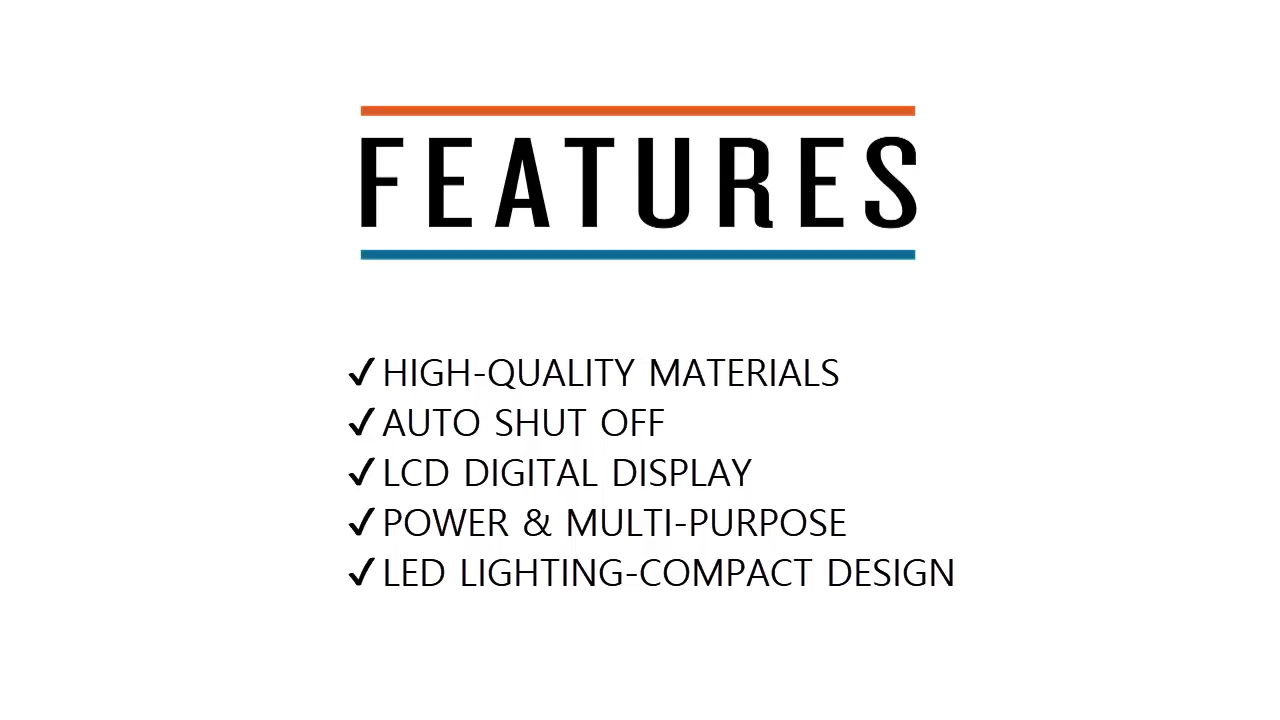 FEATURES
✓HIGH-QUALITY MATERIALS
✓AUTO SHUT OFF
✓LCD DIGITAL DISPLAY
✓POWER & MULTI-PURPOSE
✓LED LIGHTING-COMPACT DESIGN